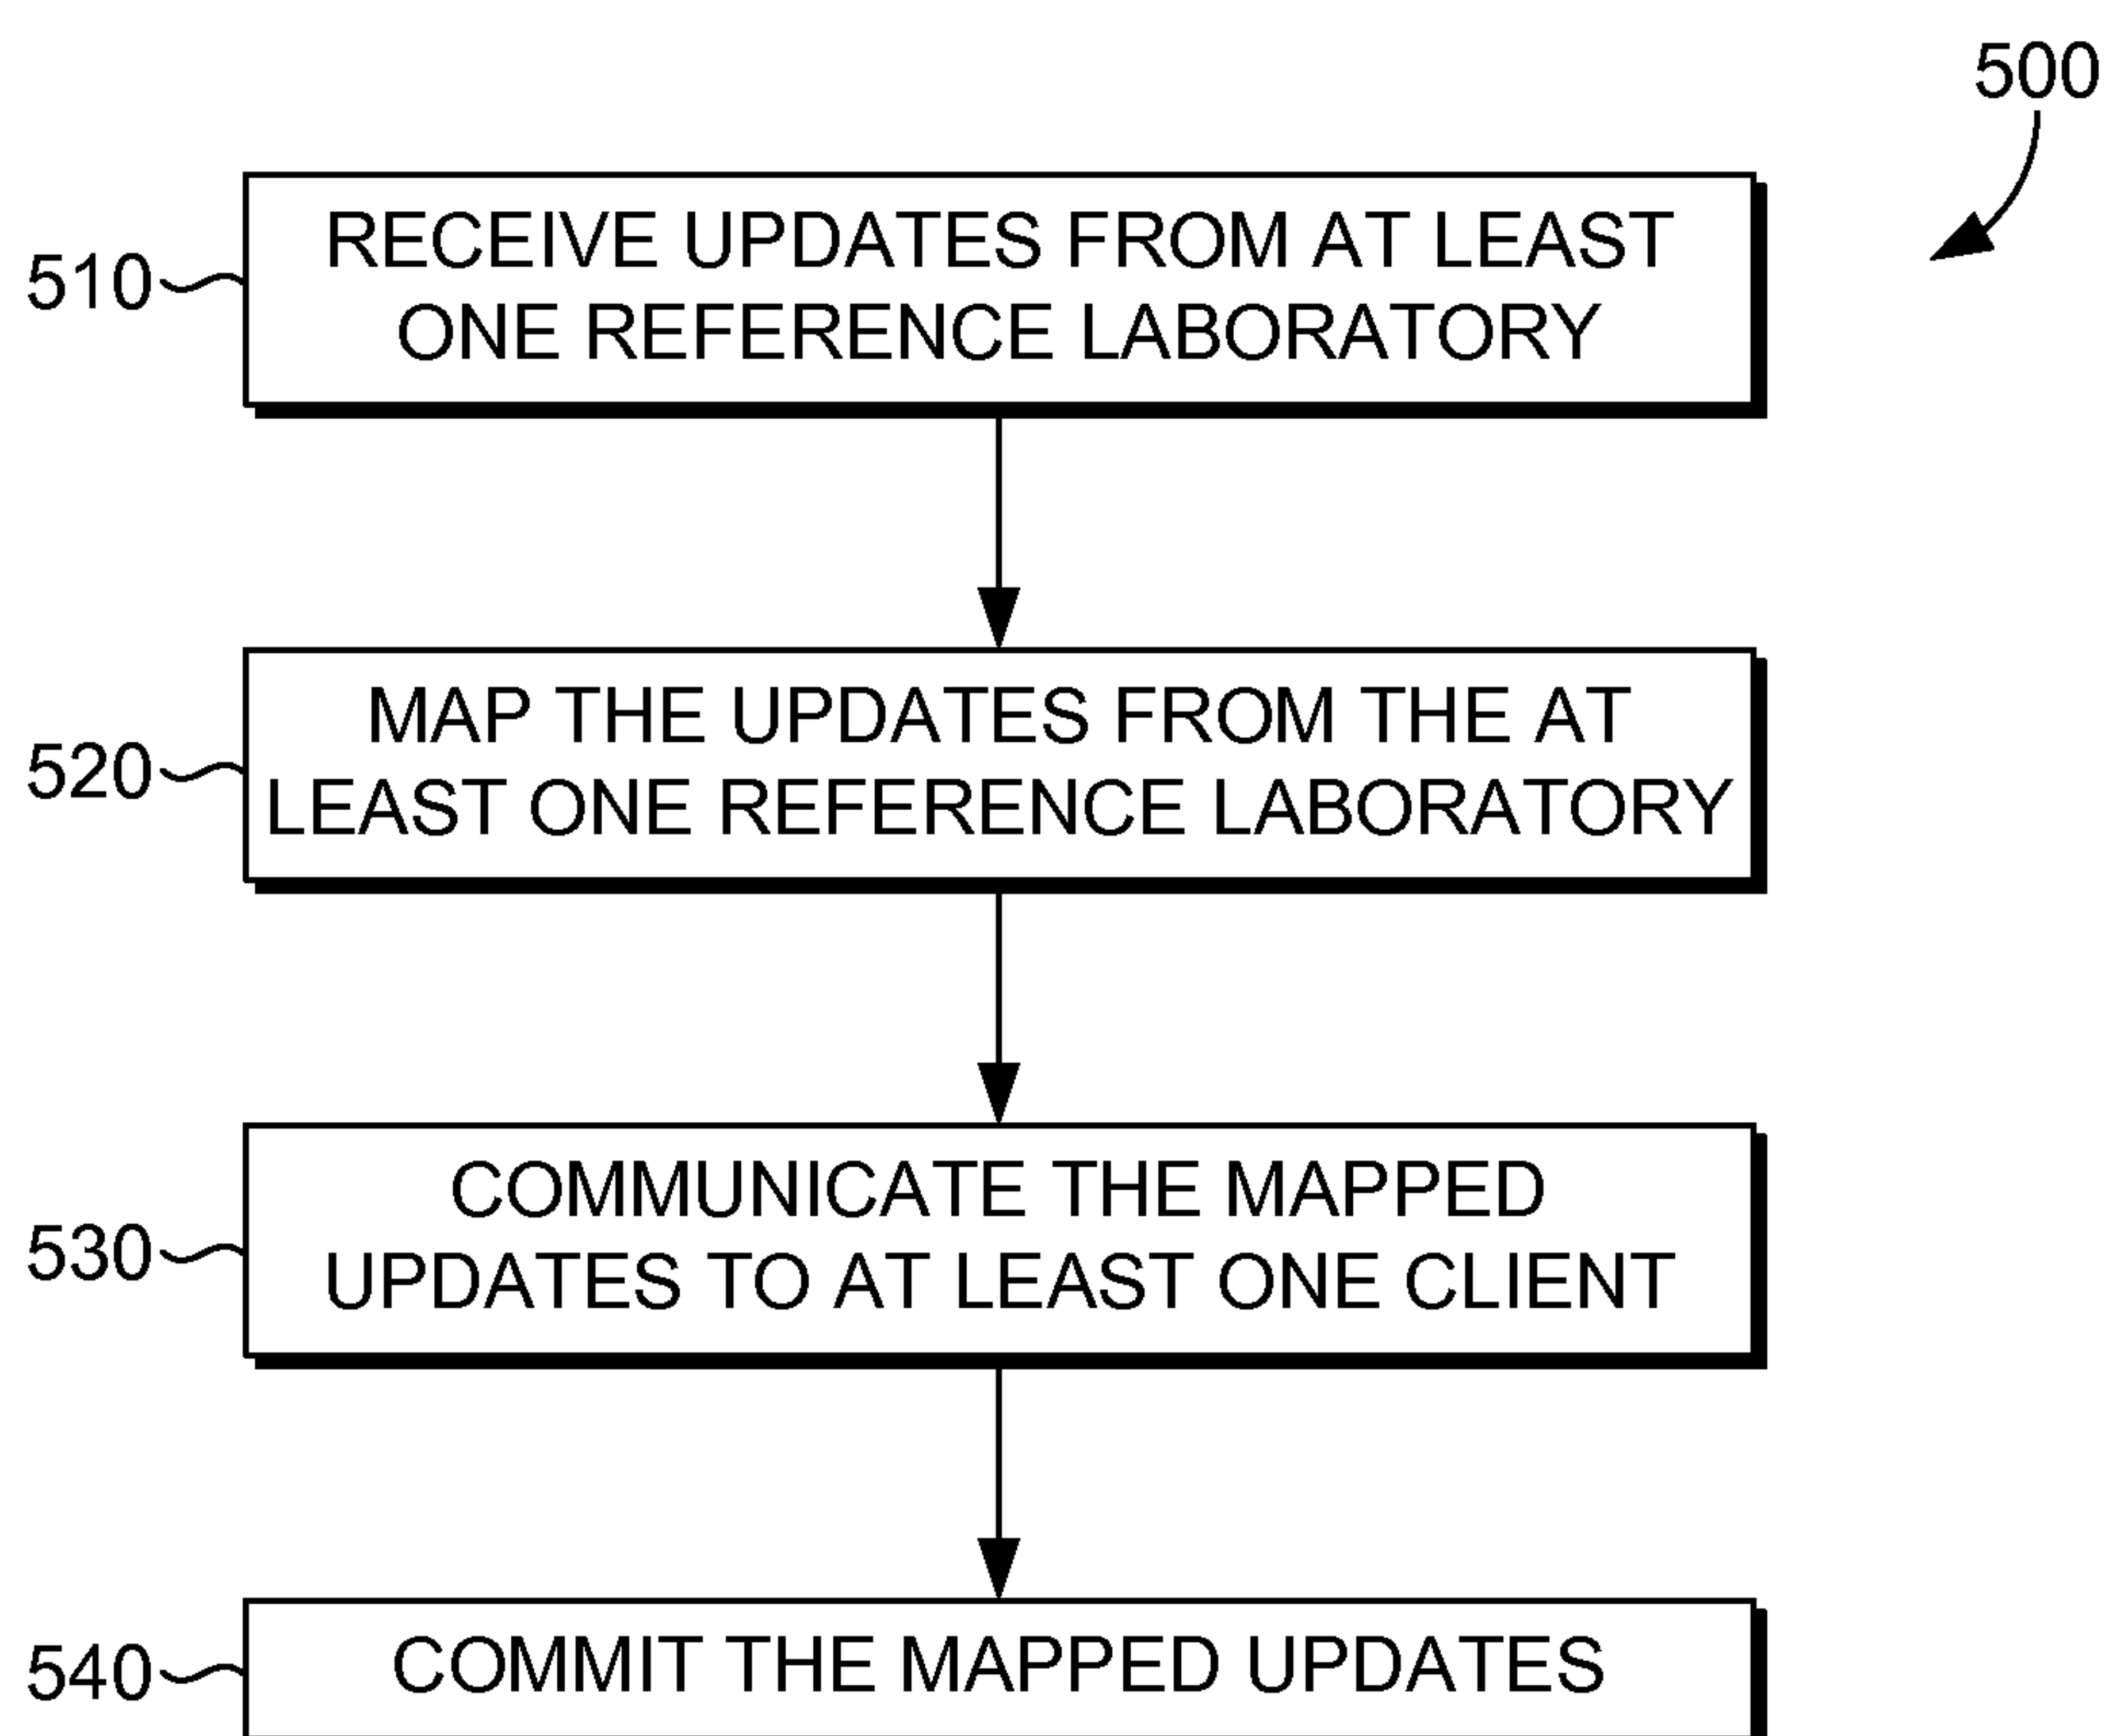 500
510
RECEIVE UPDATES FROM AT LEAST
ONE REFERENCE LABORATORY
520
MAP THE UPDATES FROM THE AT
LEAST ONE REFERENCE LABORATORY
530
COMMUNICATE THE MAPPED
UPDATES TO AT LEAST ONE CLIENT
540
COMMIT THE MAPPED UPDATES